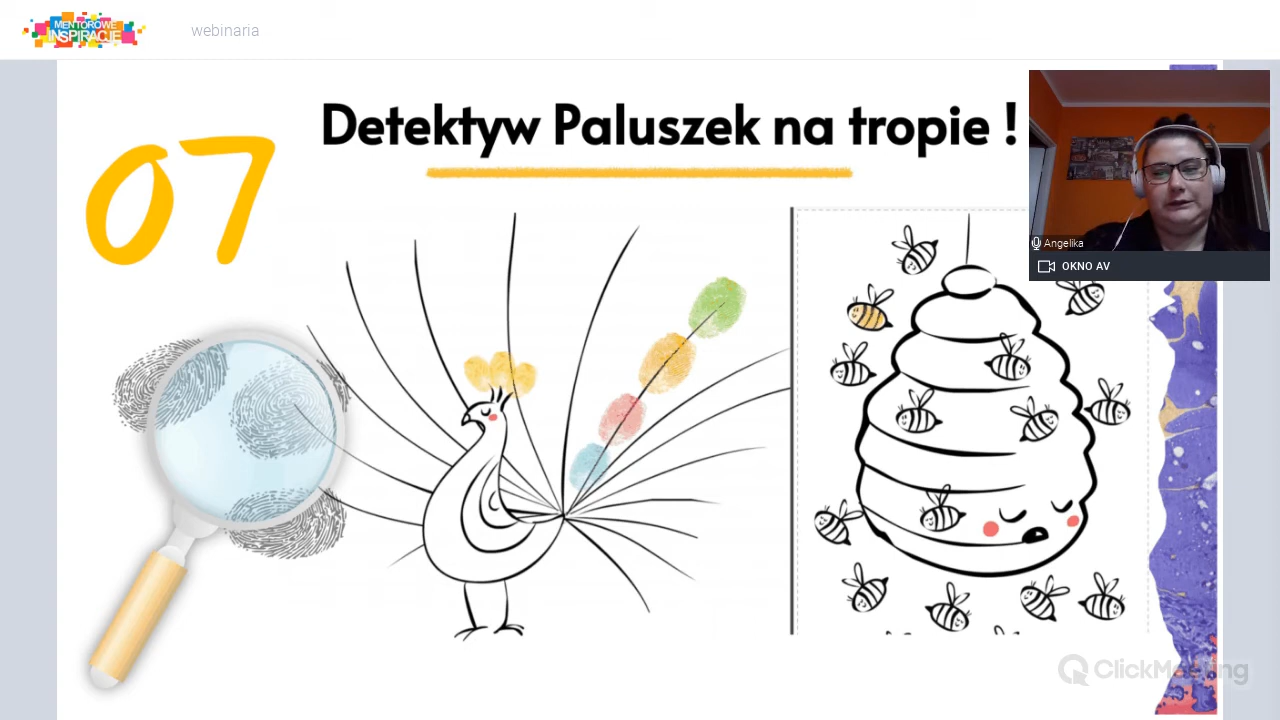 MENTOROWE
INSPIRACJE
webinaria
07
Detektyw Paluszek na tropie !
Angelika
OKNO AV
ClickMeeting